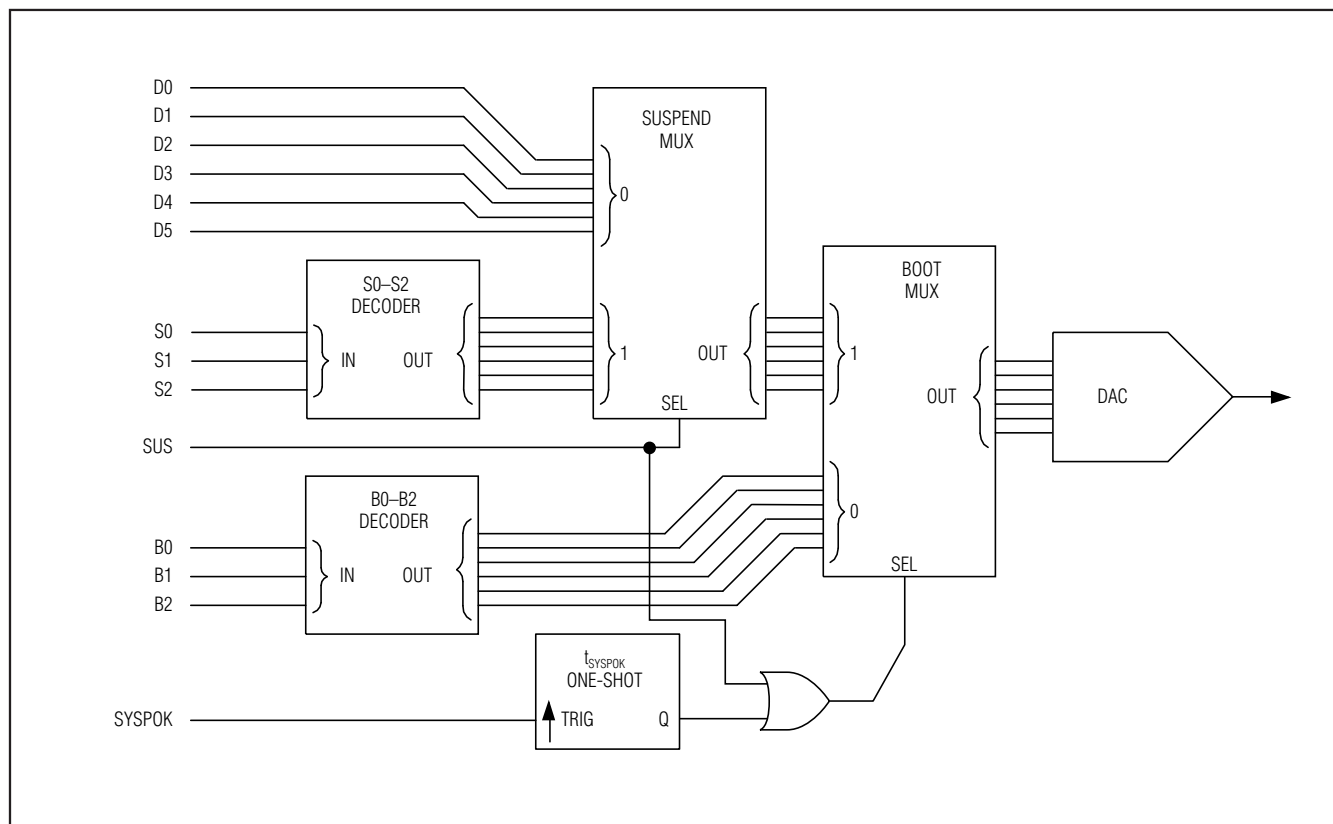 D0
D1
D2
D3
D4
D5
SUSPEND
MUX
0
S0–S2
DECODER
S0
S1
S2
IN
OUT
1
OUT
SEL
SUS
BOOT
MUX
1
OUT
0
SEL
DAC
B0–B2
DECODER
B0
B1
B2
IN
OUT
tSYSPOK
ONE-SHOT
SYSPOK
TRIG
Q